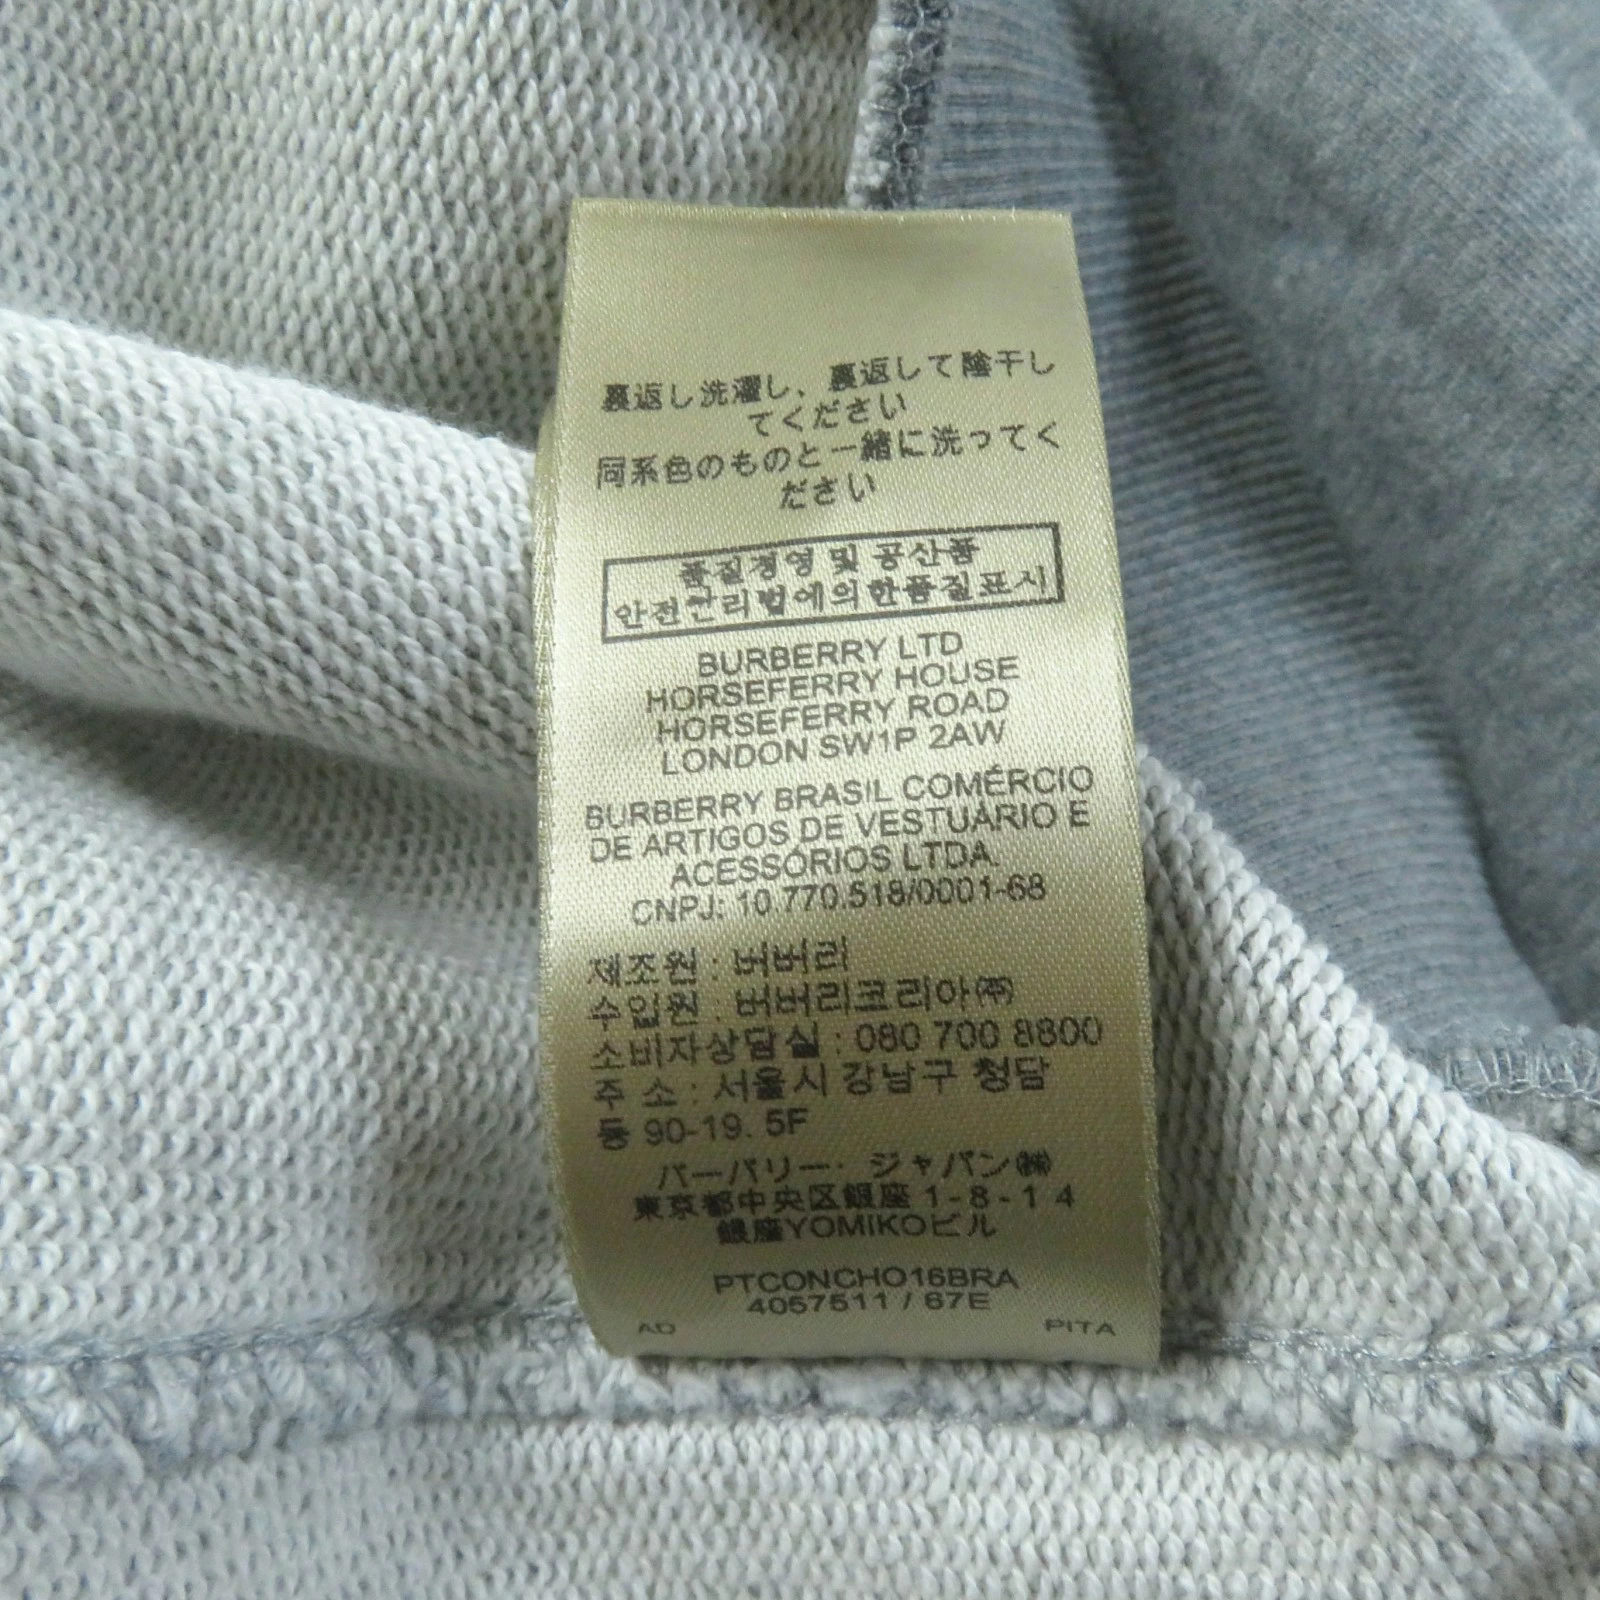 裏返し洗濯し、裏返して陰干し
てください
同系色のものと一緒に洗ってく
ださい
품질경영 및 공산품
안전관리법에의한품질표시
BURBERRY LTD
HORSEFERRY HOUSE
HORSEFERRY ROAD
LONDON SW1P 2AW
BURBERRY BRASIL COMÉRCIO
DE ARTIGOS DE VESTUÁRIO E
ACESSÓRIOS LTDA.
CNPJ: 10.770.518/0001-68
제조원 : 버버리
수입원 : 버버리코리아㈜
소비자상담실 : 080 700 8800
주 소 : 서울시 강남구 청담
동 90-19. 5F
バーバリー・ジャパン㈱
東京都中央区銀座1-8-14
銀座YOMIKOビル
PTCONCHO16BRA
4057511 / 67E
AD PITA